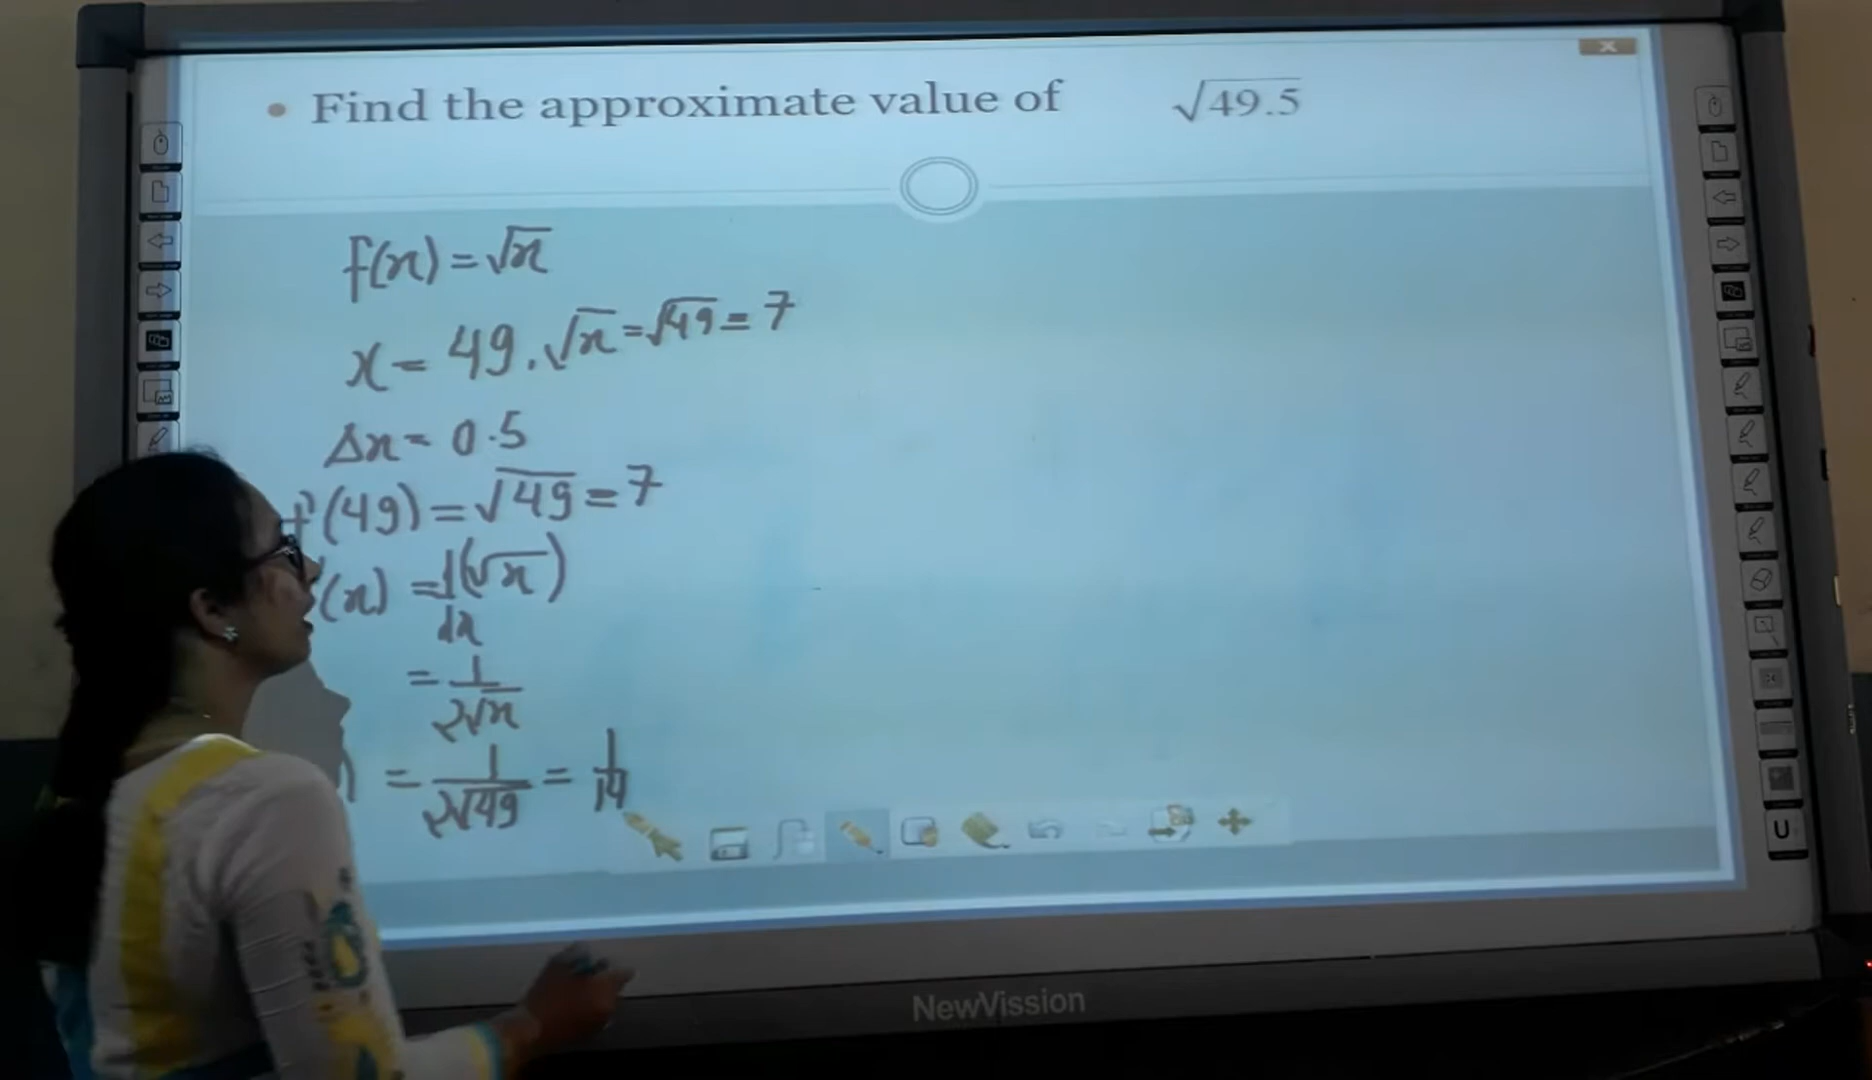 • Find the approximate value of √49.5
f(x) = √x
x = 49. √x = √49 = 7
Δx = 0.5
f(49) = √49 = 7
(x) = d(√x)/dx
= 1/2√x
) = 1/2√49 = 1/14
U
NewVission